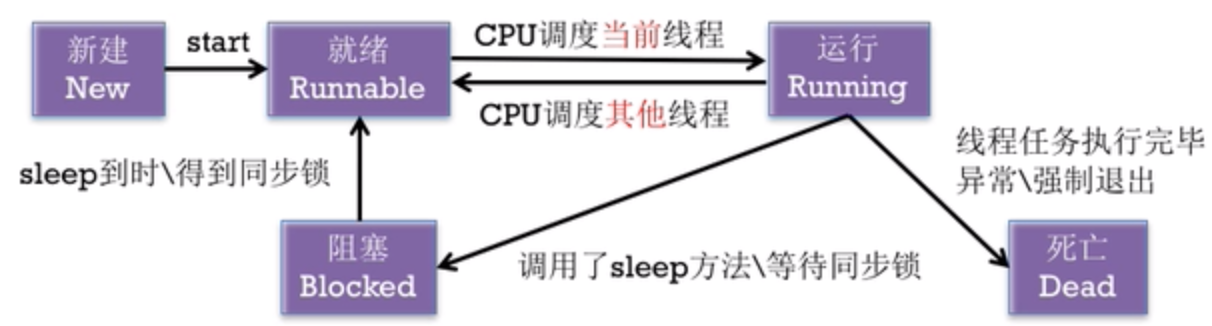 新建
New
start
就绪
Runnable
CPU调度当前线程
CPU调度其他线程
运行
Running
sleep到时\得到同步锁
线程任务执行完毕
异常\强制退出
阻塞
Blocked
调用了sleep方法\等待同步锁
死亡
Dead